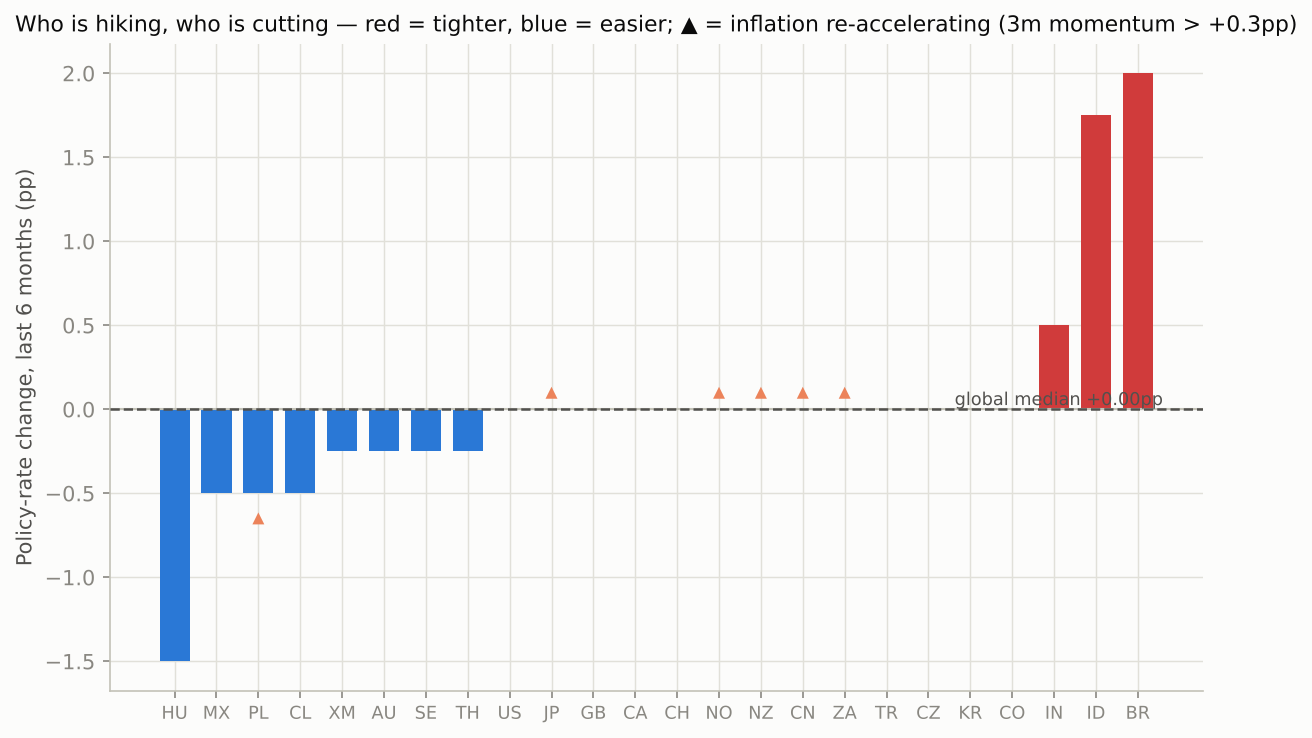 Who is hiking, who is cutting — red = tighter, blue = easier; ▲ = inflation re-accelerating (3m momentum > +0.3pp)
Policy-rate change, last 6 months (pp)
2.0
1.5
1.0
0.5
0.0
−0.5
−1.0
−1.5
global median +0.00pp
HU MX PL CL XM AU SE TH US JP GB CA CH NO NZ CN ZA TR CZ KR CO IN ID BR